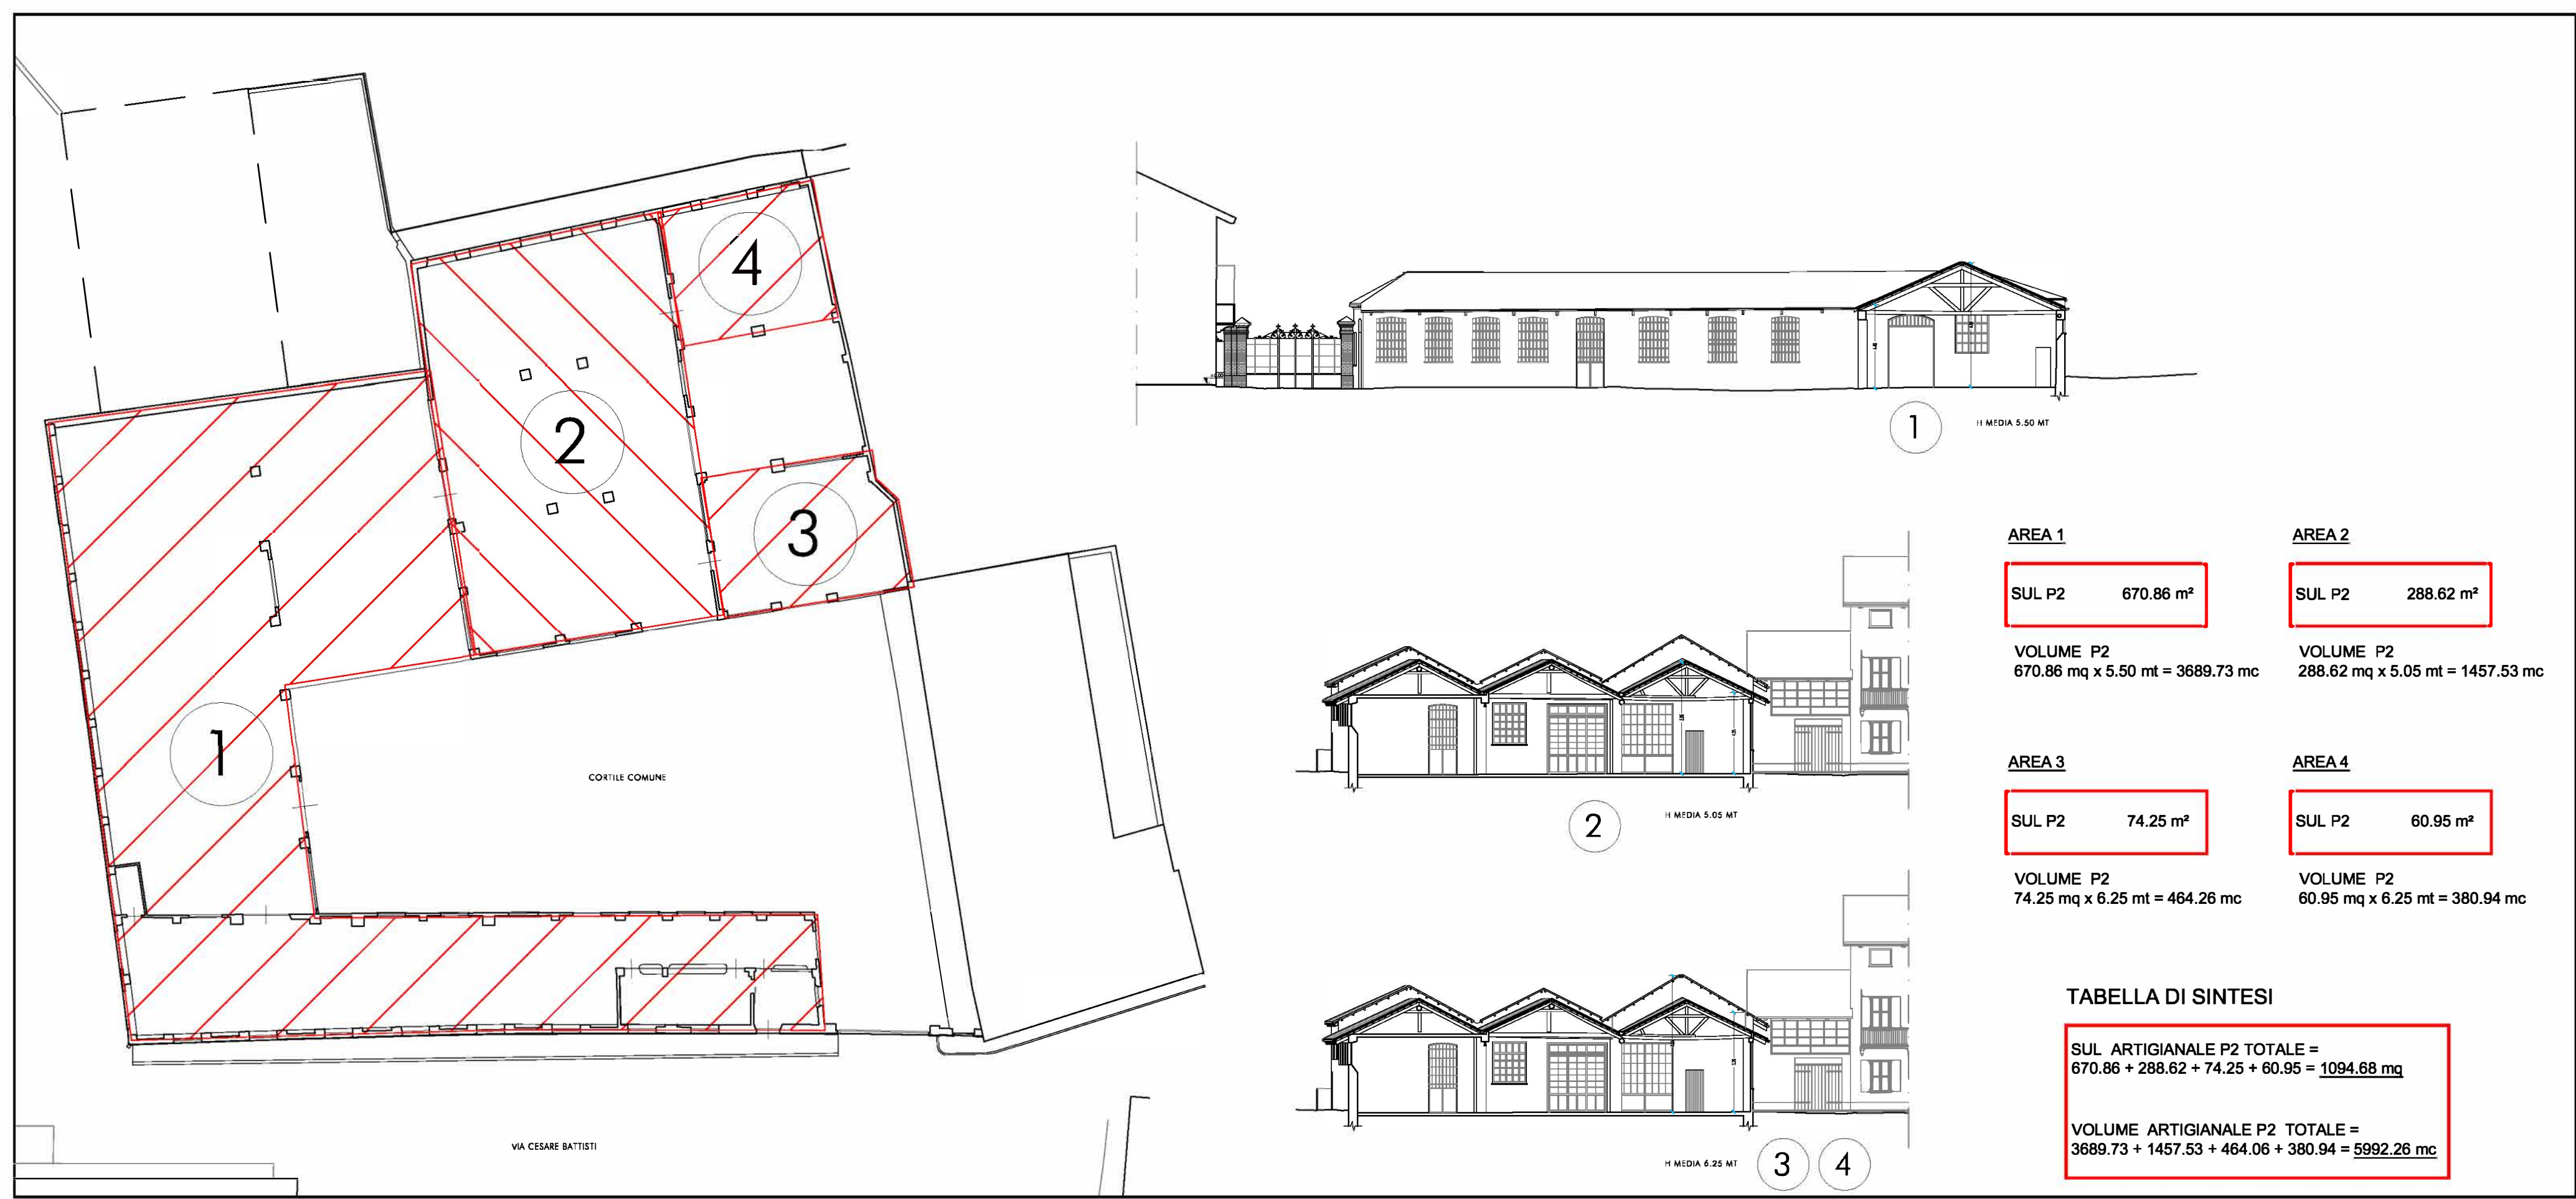 4
2
3
1
CORTILE COMUNE
VIA CESARE BATTISTI
1
H MEDIA 5.50 MT
2
H MEDIA 5.05 MT
H MEDIA 6.25 MT
3
4
AREA 1
SUL P2 670.86 m²
VOLUME P2
670.86 mq x 5.50 mt = 3689.73 mc
AREA 2
SUL P2 288.62 m²
VOLUME P2
288.62 mq x 5.05 mt = 1457.53 mc
AREA 3
SUL P2 74.25 m²
VOLUME P2
74.25 mq x 6.25 mt = 464.26 mc
AREA 4
SUL P2 60.95 m²
VOLUME P2
60.95 mq x 6.25 mt = 380.94 mc
TABELLA DI SINTESI
SUL ARTIGIANALE P2 TOTALE =
670.86 + 288.62 + 74.25 + 60.95 = 1094.68 mq
VOLUME ARTIGIANALE P2 TOTALE =
3689.73 + 1457.53 + 464.06 + 380.94 = 5992.26 mc